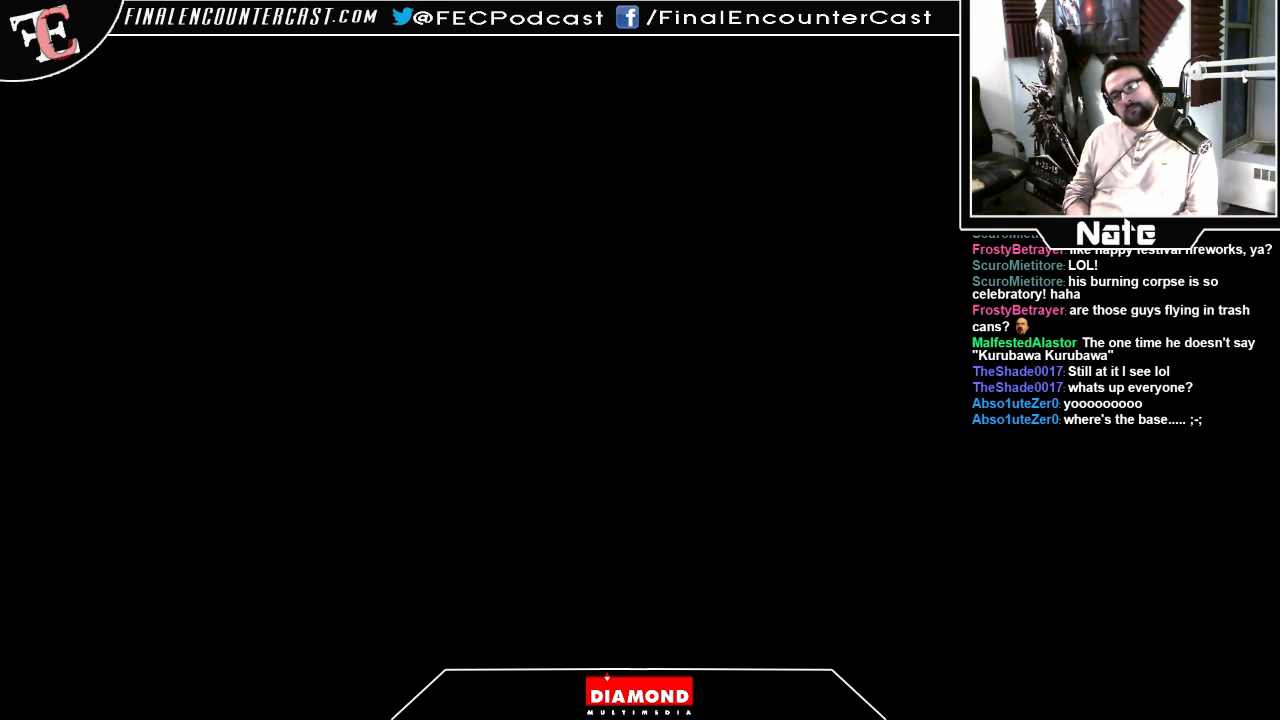 FINALENCOUNTERCAST.COM @FECPodcast /FinalEncounterCast
FEC
Nate
FrostyBetrayer: like happy festival fireworks, ya?
ScuroMietitore: LOL!
ScuroMietitore: his burning corpse is so
celebratory! haha
FrostyBetrayer: are those guys flying in trash
cans?
MalfestedAlastor The one time he doesn't say
"Kurubawa Kurubawa"
TheShade0017: Still at it I see lol
TheShade0017: whats up everyone?
Abso1uteZer0: yooooooooo
Abso1uteZer0: where's the base..... ;-;
DIAMOND
MULTIMEDIA